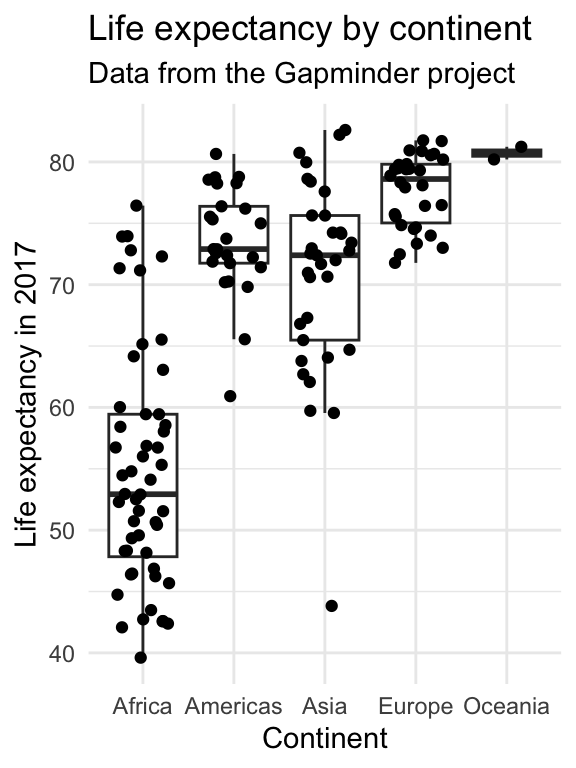 Life expectancy by continent
Data from the Gapminder project
Life expectancy in 2017
80
70
60
50
40
Africa Americas Asia Europe Oceania
Continent